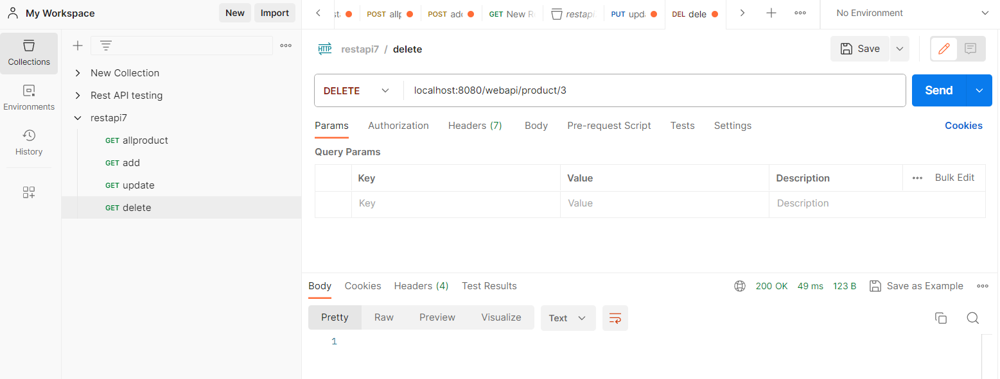 My Workspace New Import
POST allp POST adc GET New R restapi PUT upda DEL dele No Environment
Collections
Environments
History
New Collection
Rest API testing
restapi7
GET allproduct
GET add
GET update
GET delete
HTTP restapi7 / delete Save
DELETE localhost:8080/webapi/product/3 Send
Params Authorization Headers (7) Body Pre-request Script Tests Settings Cookies
Query Params
Key Value Description Bulk Edit
Key Value Description
Body Cookies Headers (4) Test Results 200 OK 49 ms 123 B Save as Example
Pretty Raw Preview Visualize Text
1